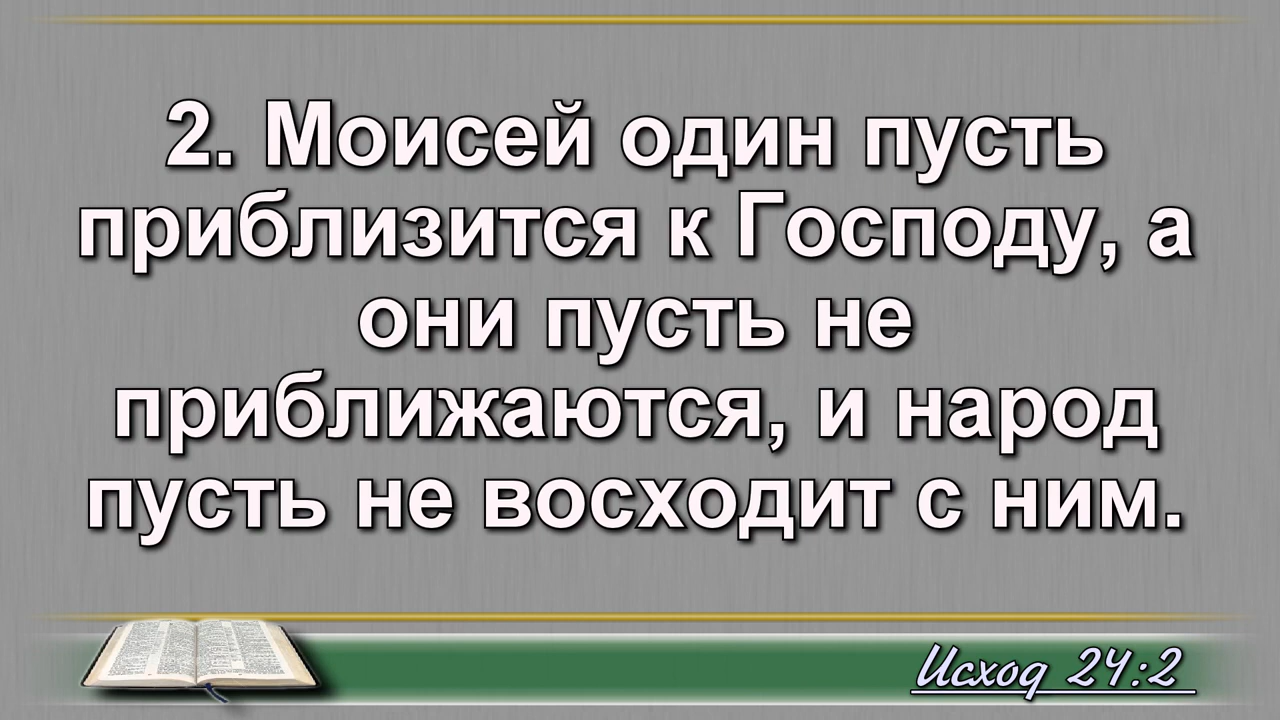 2. Моисей один пусть
приблизится к Господу, а
они пусть не
приближаются, и народ
пусть не восходит с ним.
Исход 24:2